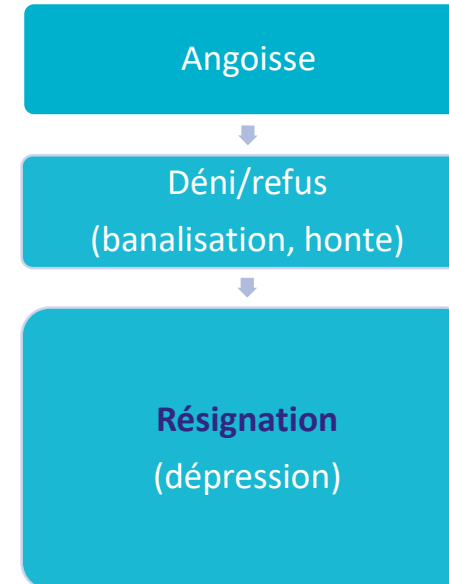 Angoisse
Déni/refus
(banalisation, honte)
Résignation
(dépression)